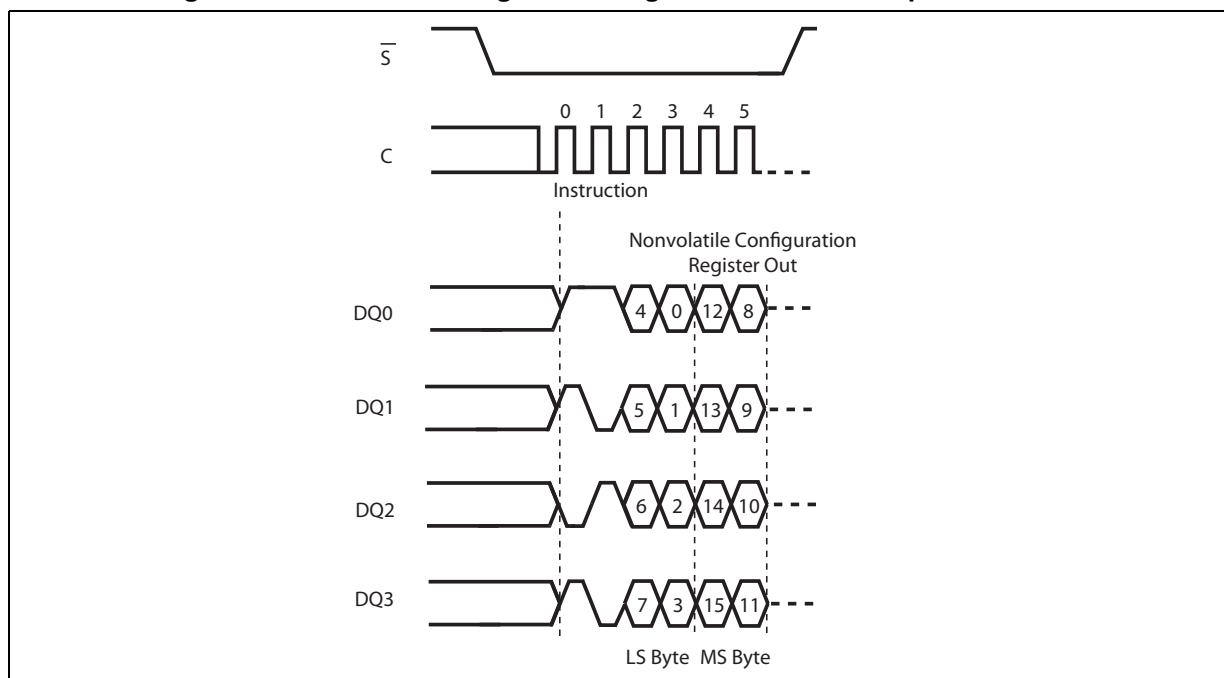 S
0 1 2 3 4 5
C
Instruction
Nonvolatile Configuration
Register Out
DQ0 4 0 12 8
DQ1 5 1 13 9
DQ2 6 2 14 10
DQ3 7 3 15 11
LS Byte MS Byte